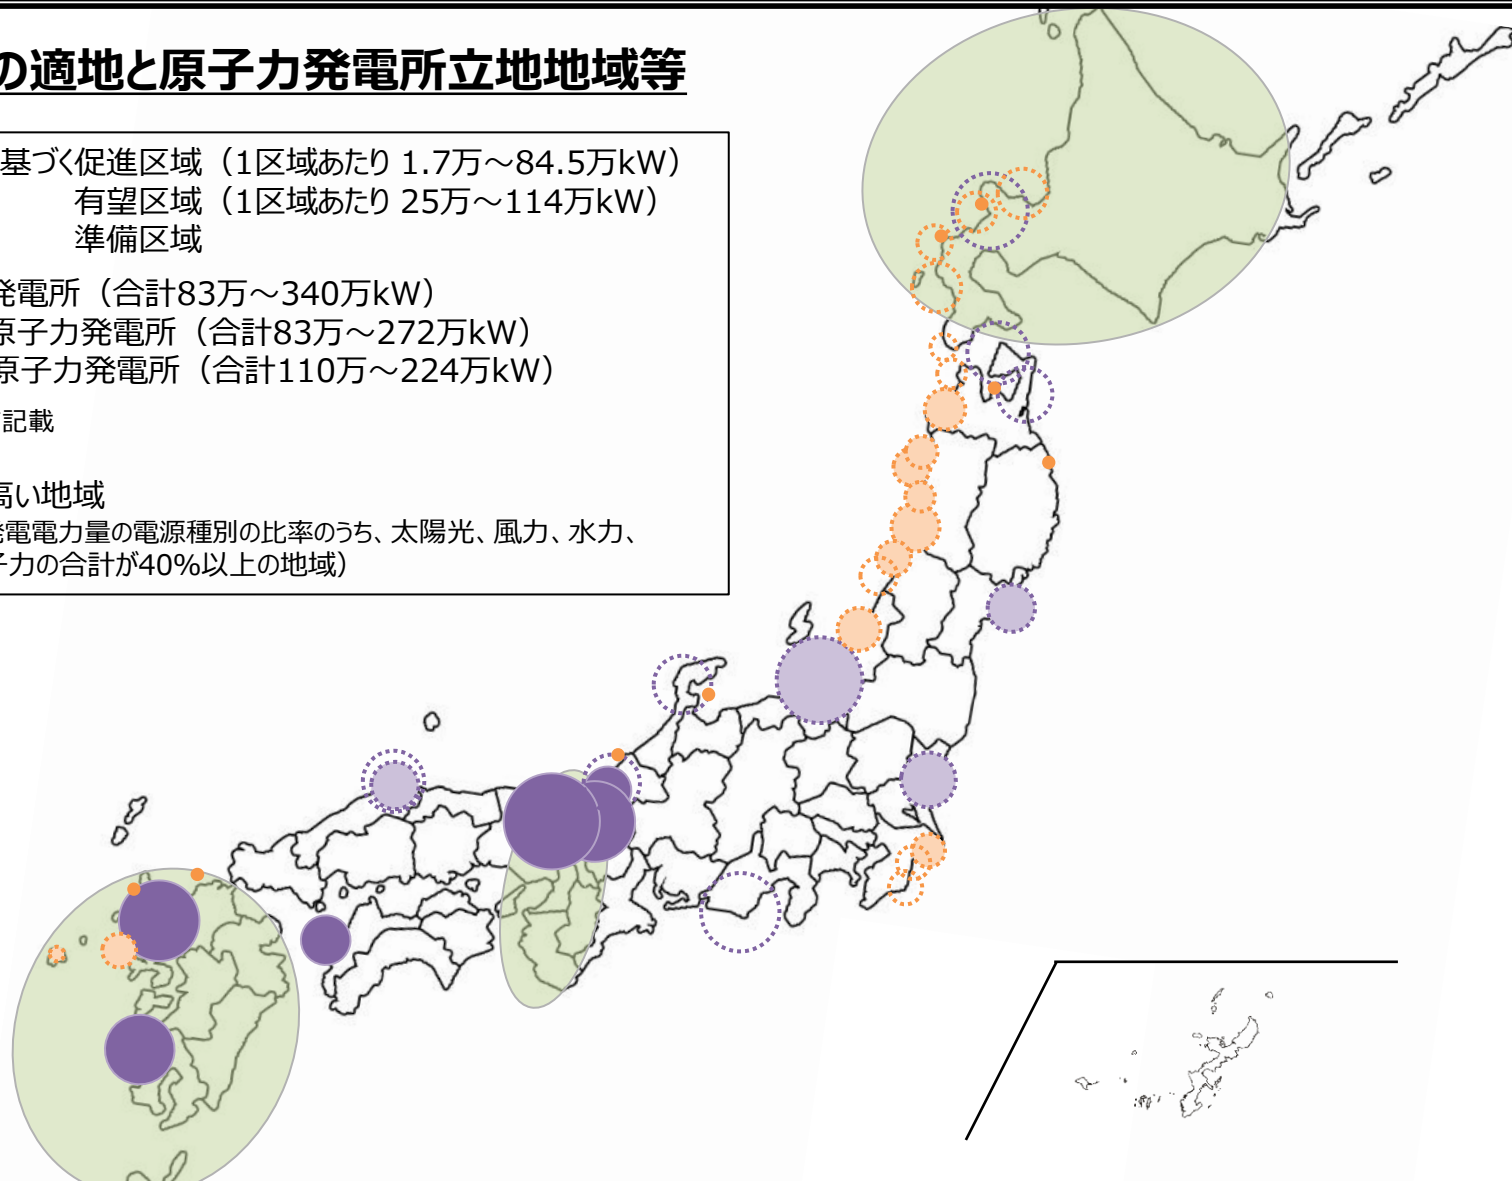 の適地と原子力発電所立地地域等
基づく促進区域（1区域あたり 1.7万～84.5万kW）
有望区域（1区域あたり 25万～114万kW）
準備区域
発電所（合計83万～340万kW）
原子力発電所（合計83万～272万kW）
原子力発電所（合計110万～224万kW）
記載
高い地域
発電電力量の電源種別の比率のうち、太陽光、風力、水力、
子力の合計が40%以上の地域）